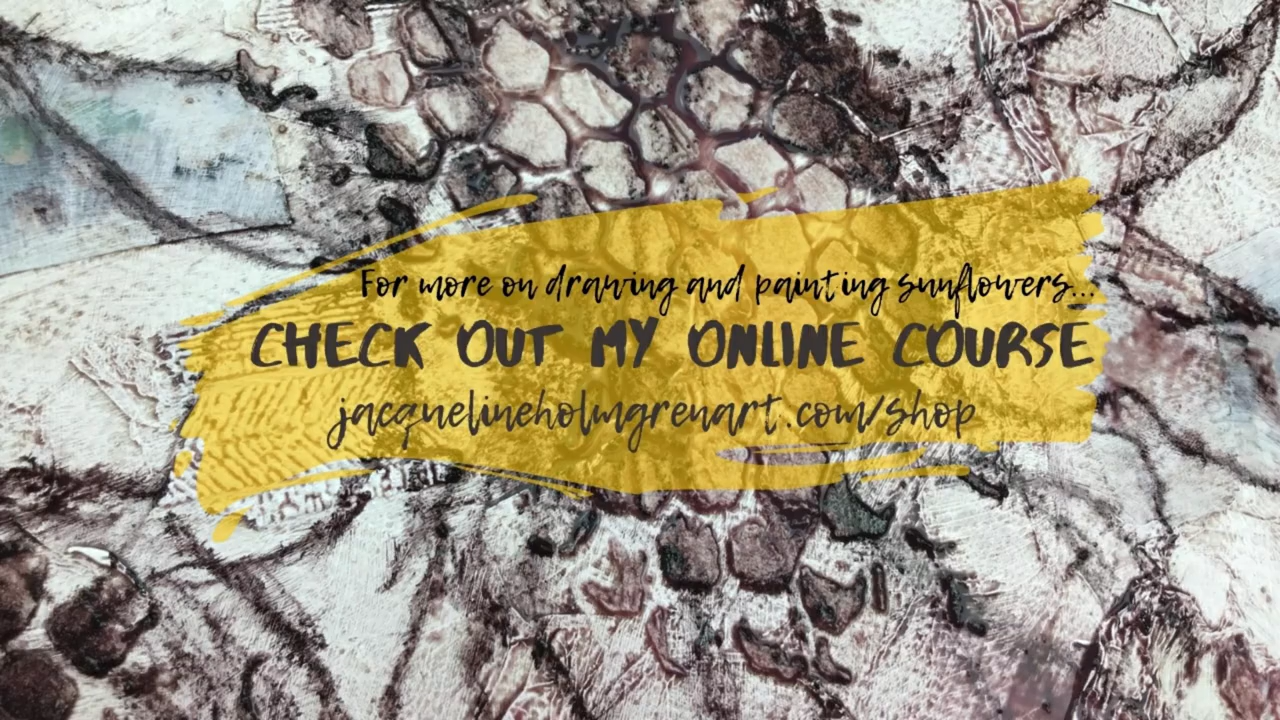 For more on drawing and painting sunflowers...
CHECK OUT MY ONLINE COURSE
jacquelineholmgrenart.com/shop